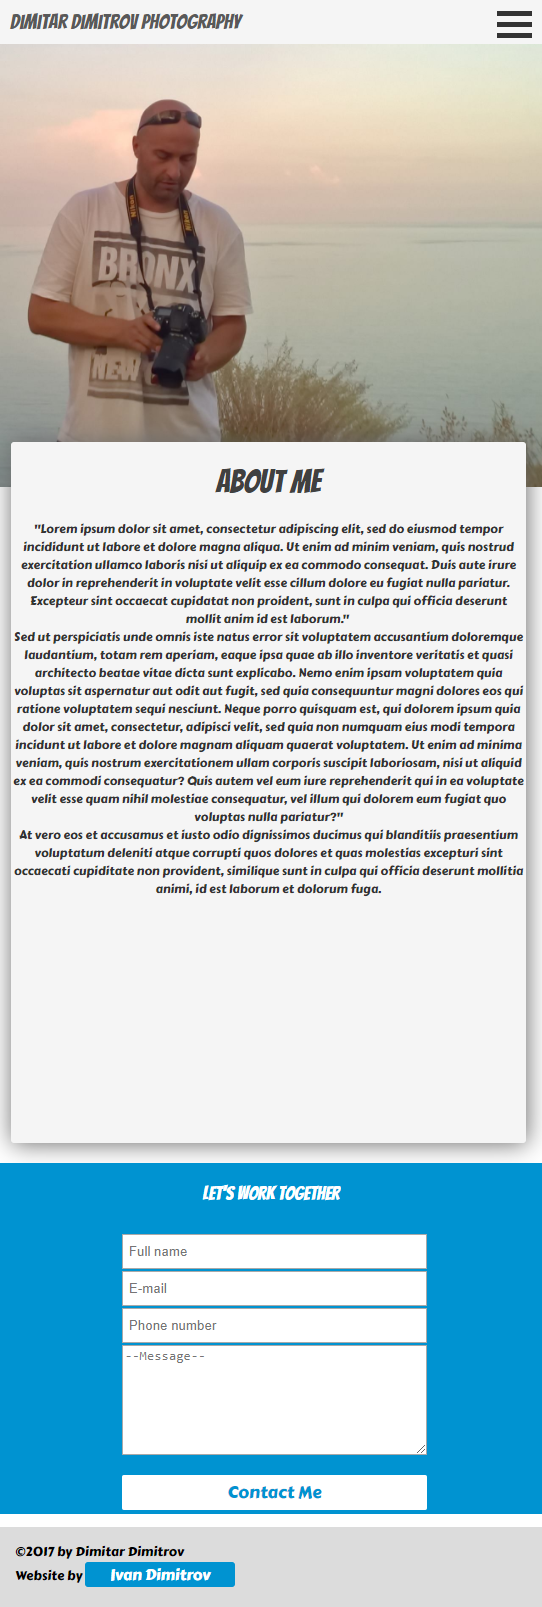 DIMITAR DIMITROV PHOTOGRAPHY
BRONX
NEW
Nikon
Nikon
ABOUT ME
"Lorem ipsum dolor sit amet, consectetur adipiscing elit, sed do eiusmod tempor
incididunt ut labore et dolore magna aliqua. Ut enim ad minim veniam, quis nostrud
exercitation ullamco laboris nisi ut aliquip ex ea commodo consequat. Duis aute irure
dolor in reprehenderit in voluptate velit esse cillum dolore eu fugiat nulla pariatur.
Excepteur sint occaecat cupidatat non proident, sunt in culpa qui officia deserunt
mollit anim id est laborum."
Sed ut perspiciatis unde omnis iste natus error sit voluptatem accusantium doloremque
laudantium, totam rem aperiam, eaque ipsa quae ab illo inventore veritatis et quasi
architecto beatae vitae dicta sunt explicabo. Nemo enim ipsam voluptatem quia
voluptas sit aspernatur aut odit aut fugit, sed quia consequuntur magni dolores eos qui
ratione voluptatem sequi nesciunt. Neque porro quisquam est, qui dolorem ipsum quia
dolor sit amet, consectetur, adipisci velit, sed quia non numquam eius modi tempora
incidunt ut labore et dolore magnam aliquam quaerat voluptatem. Ut enim ad minima
veniam, quis nostrum exercitationem ullam corporis suscipit laboriosam, nisi ut aliquid
ex ea commodi consequatur? Quis autem vel eum iure reprehenderit qui in ea voluptate
velit esse quam nihil molestiae consequatur, vel illum qui dolorem eum fugiat quo
voluptas nulla pariatur?"
At vero eos et accusamus et iusto odio dignissimos ducimus qui blanditiis praesentium
voluptatum deleniti atque corrupti quos dolores et quas molestias excepturi sint
occaecati cupiditate non provident, similique sunt in culpa qui officia deserunt mollitia
animi, id est laborum et dolorum fuga.
LET'S WORK TOGETHER
Full name
E-mail
Phone number
--Message--
Contact Me
©2017 by Dimitar Dimitrov
Website by Ivan Dimitrov